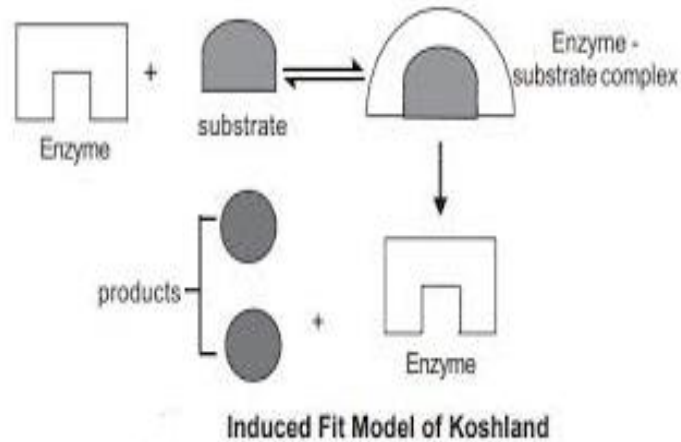 Enzyme
+
substrate
Enzyme -
substrate complex
products
+
Enzyme
Induced Fit Model of Koshland